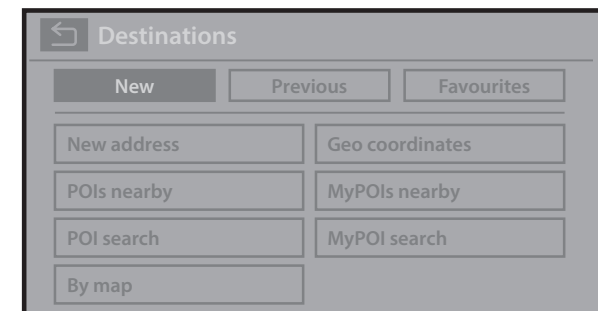 Destinations
New Previous Favourites
New address Geo coordinates
POIs nearby MyPOIs nearby
POI search MyPOI search
By map